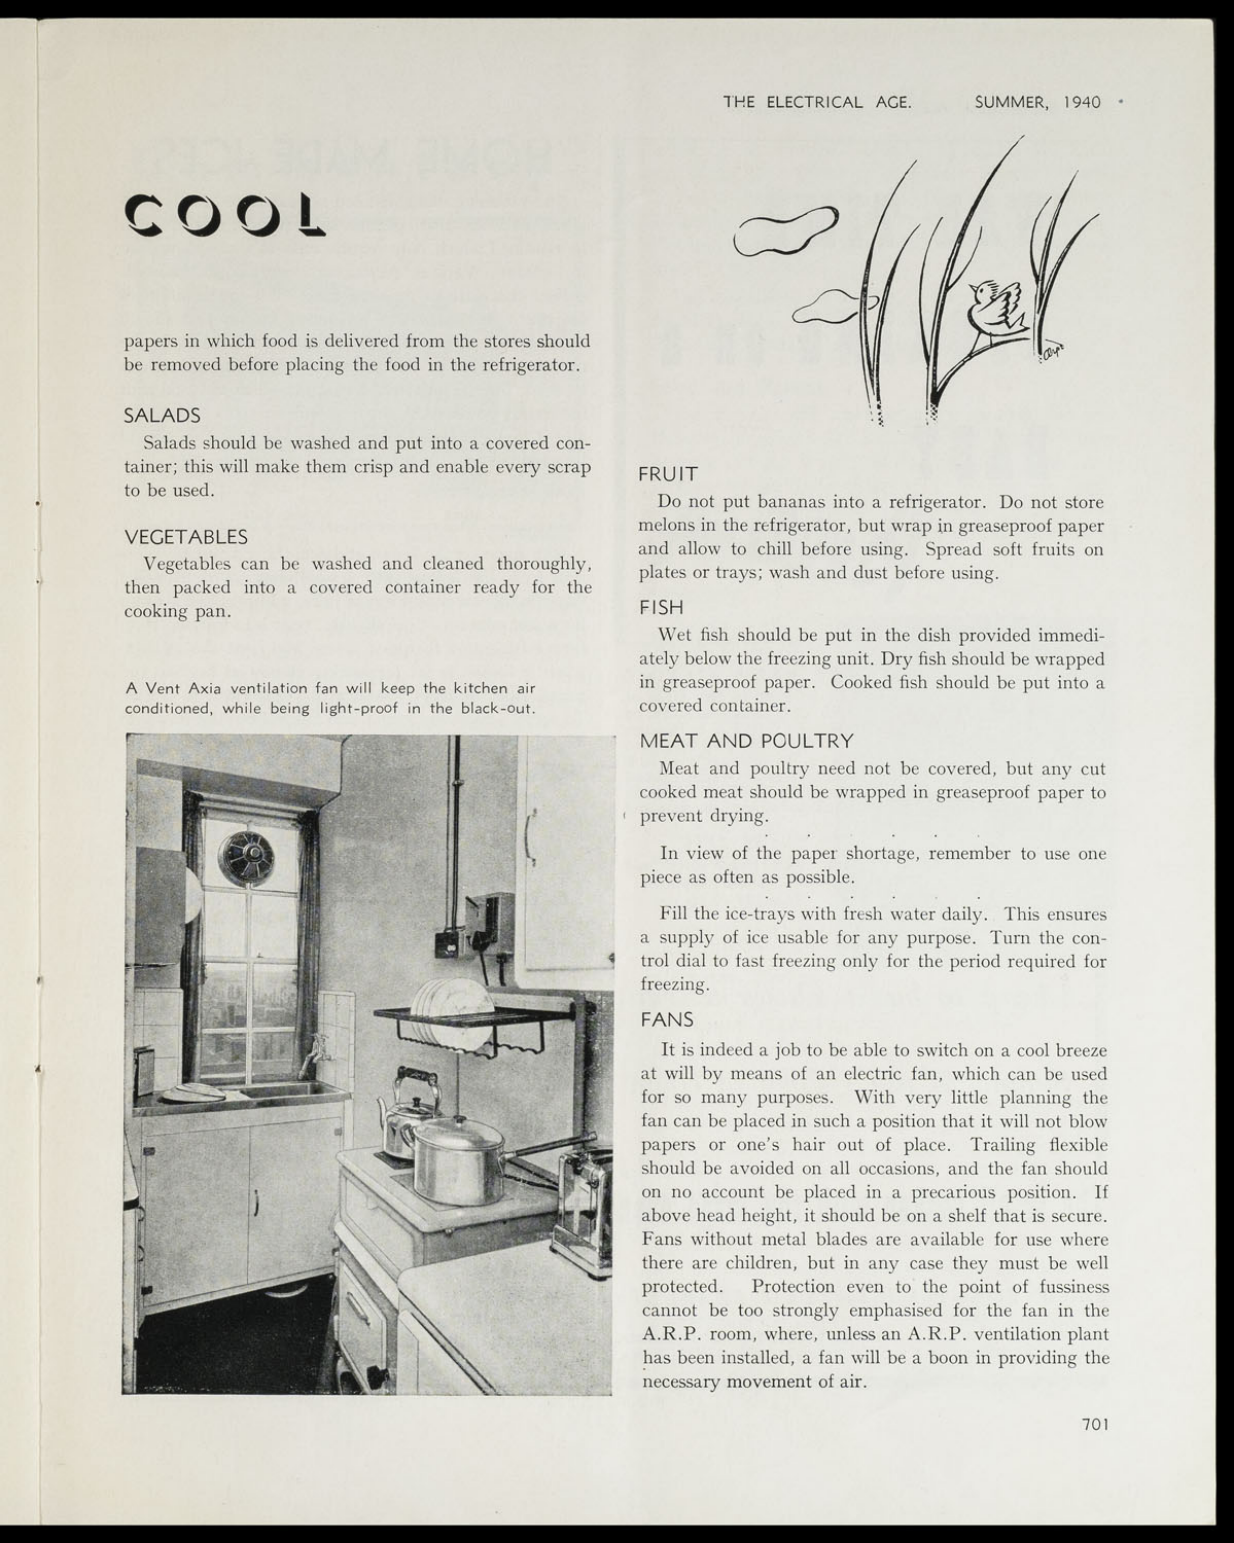 THE ELECTRICAL AGE. SUMMER, 1940
COOL
papers in which food is delivered from the stores should
be removed before placing the food in the refrigerator.
SALADS
Salads should be washed and put into a covered con-
tainer; this will make them crisp and enable every scrap
to be used.
VEGETABLES
Vegetables can be washed and cleaned thoroughly,
then packed into a covered container ready for the
cooking pan.
A Vent Axia ventilation fan will keep the kitchen air
conditioned, while being light-proof in the black-out.
FRUIT
Do not put bananas into a refrigerator. Do not store
melons in the refrigerator, but wrap in greaseproof paper
and allow to chill before using. Spread soft fruits on
plates or trays; wash and dust before using.
FISH
Wet fish should be put in the dish provided immedi-
ately below the freezing unit. Dry fish should be wrapped
in greaseproof paper. Cooked fish should be put into a
covered container.
MEAT AND POULTRY
Meat and poultry need not be covered, but any cut
cooked meat should be wrapped in greaseproof paper to
prevent drying.
In view of the paper shortage, remember to use one
piece as often as possible.
Fill the ice-trays with fresh water daily. This ensures
a supply of ice usable for any purpose. Turn the con-
trol dial to fast freezing only for the period required for
freezing.
FANS
It is indeed a job to be able to switch on a cool breeze
at will by means of an electric fan, which can be used
for so many purposes. With very little planning the
fan can be placed in such a position that it will not blow
papers or one's hair out of place. Trailing flexible
should be avoided on all occasions, and the fan should
on no account be placed in a precarious position. If
above head height, it should be on a shelf that is secure.
Fans without metal blades are available for use where
there are children, but in any case they must be well
protected. Protection even to the point of fussiness
cannot be too strongly emphasised for the fan in the
A.R.P. room, where, unless an A.R.P. ventilation plant
has been installed, a fan will be a boon in providing the
necessary movement of air.
701